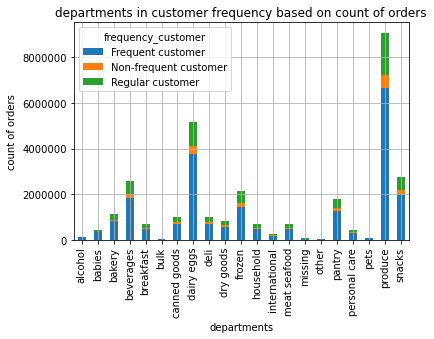 departments in customer frequency based on count of orders
frequency_customer
Frequent customer
Non-frequent customer
Regular customer
count of orders
8000000
6000000
4000000
2000000
0
alcohol
babies
bakery
beverages
breakfast
bulk
canned goods
dairy eggs
deli
dry goods
frozen
household
international
meat seafood
missing
other
pantry
personal care
pets
produce
snacks
departments